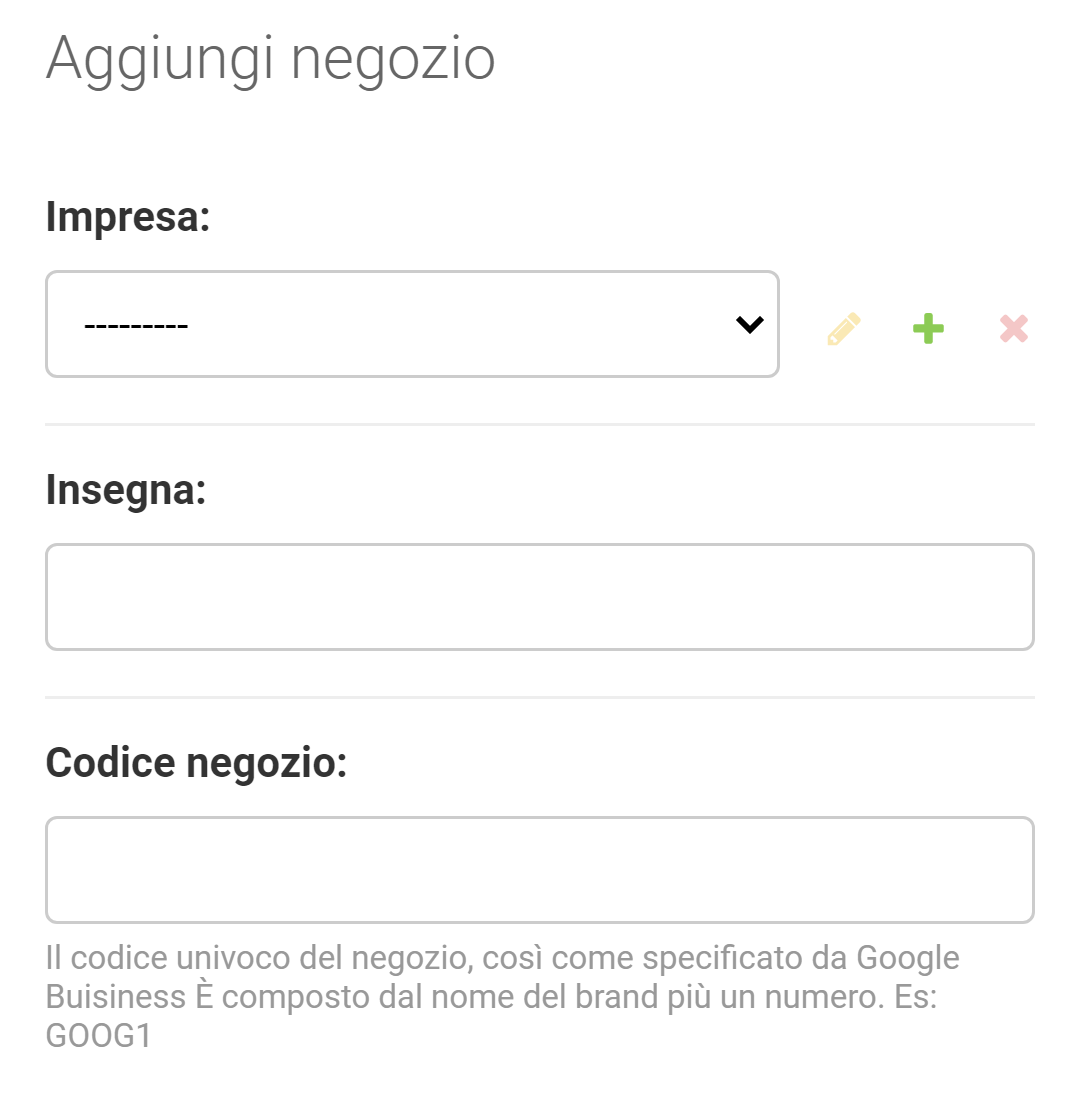 Aggiungi negozio
Impresa:
---------
Insegna:
Codice negozio:
Il codice univoco del negozio, così come specificato da Google
Buisiness È composto dal nome del brand più un numero. Es:
GOOG1